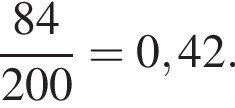 84/200 = 0,42.